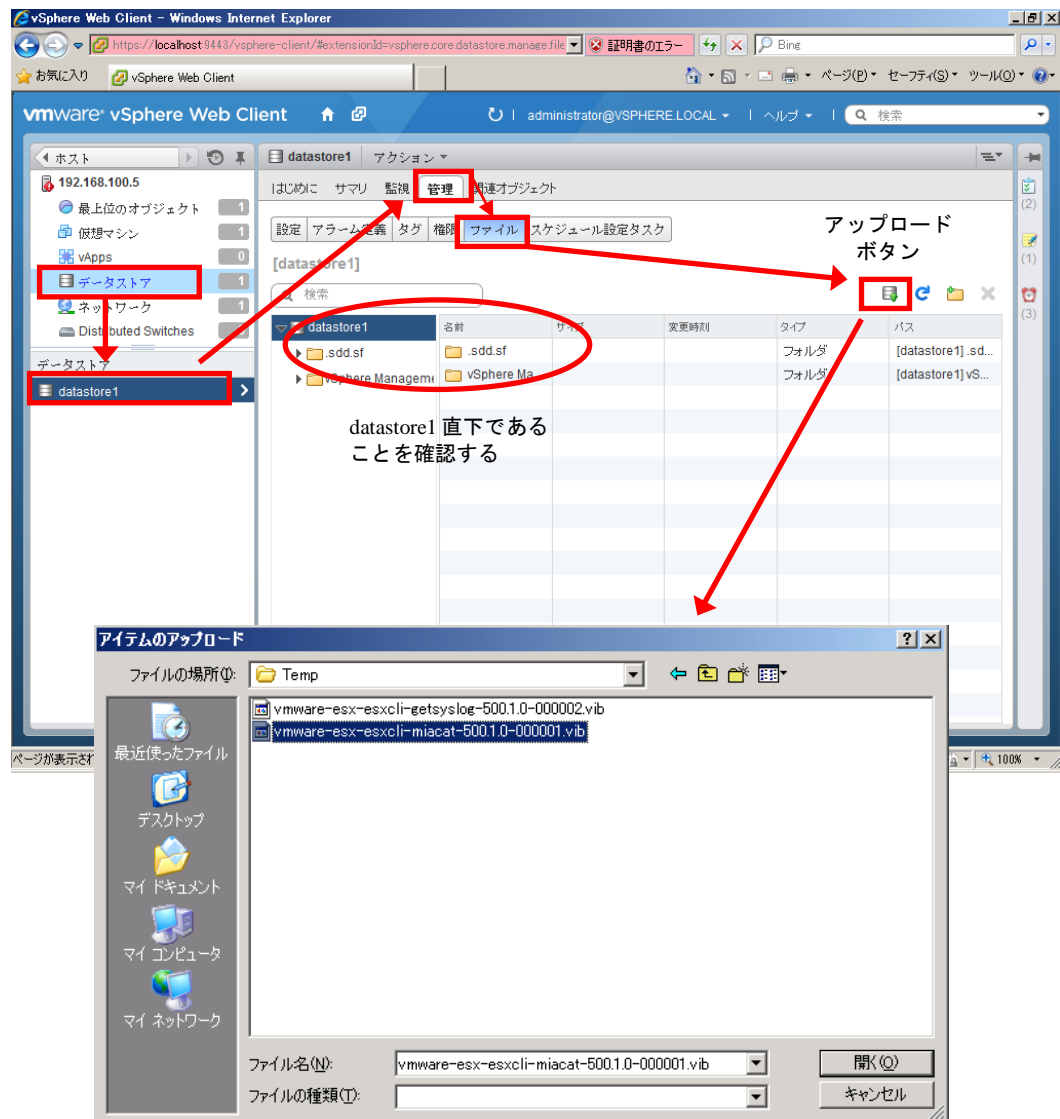 vSphere Web Client - Windows Internet Explorer
https://localhost:9443/vsphere-client/#extensionId=vsphere.core.datastore.manage.file
証明書のエラー
Bing
お気に入り
vSphere Web Client
ページ(P)
セーフティ(S)
ツール(O)
vmware® vSphere Web Client
administrator@VSPHERE.LOCAL
ヘルプ
検索
ホスト
192.168.100.5
最上位のオブジェクト 1
仮想マシン 1
vApps 0
データストア 1
ネットワーク 1
Distributed Switches
データストア
datastore1
datastore1 アクション
はじめに サマリ 監視 管理 関連オブジェクト
設定 アラーム定義 タグ 権限 ファイル スケジュール設定タスク
アップロード
ボタン
[datastore1]
検索
datastore1
.sdd.sf
vSphere Manageme
名前 サイズ 変更時刻 タイプ パス
.sdd.sf フォルダ [datastore1] .sd...
vSphere Ma... フォルダ [datastore1] vS...
(2)
(1)
(3)
datastore1 直下である
ことを確認する
ページが表示され
100%
アイテムのアップロード
ファイルの場所(I):
Temp
vmware-esx-esxcli-getsyslog-500.1.0-000002.vib
vmware-esx-esxcli-miacat-500.1.0-000001.vib
最近使ったファイル
デスクトップ
マイ ドキュメント
マイ コンピュータ
マイ ネットワーク
ファイル名(N):
vmware-esx-esxcli-miacat-500.1.0-000001.vib
開く(O)
ファイルの種類(T):
キャンセル